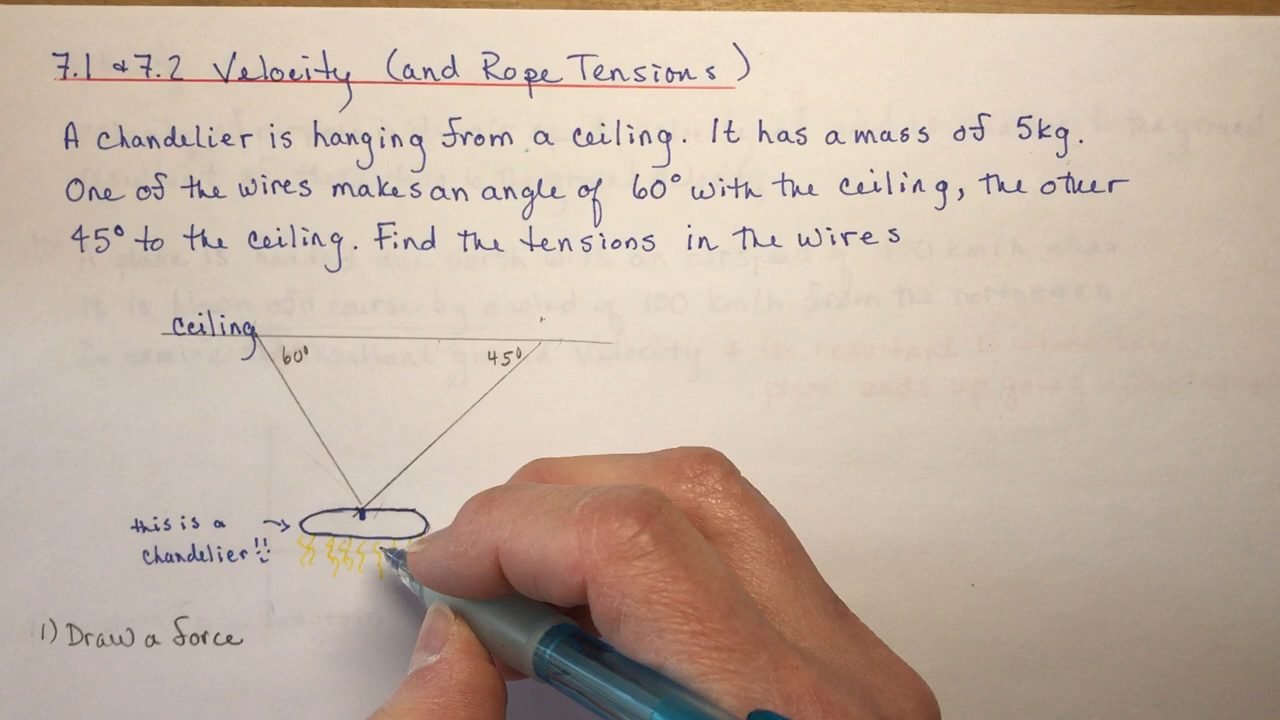 7.1 & 7.2 Velocity (and Rope Tensions)
A chandelier is hanging from a ceiling. It has a mass of 5kg.
One of the wires makes an angle of 60° with the ceiling, the other
45° to the ceiling. Find the tensions in the wires
ceiling
60° 45°
this is a
chandelier!!
1) Draw a force